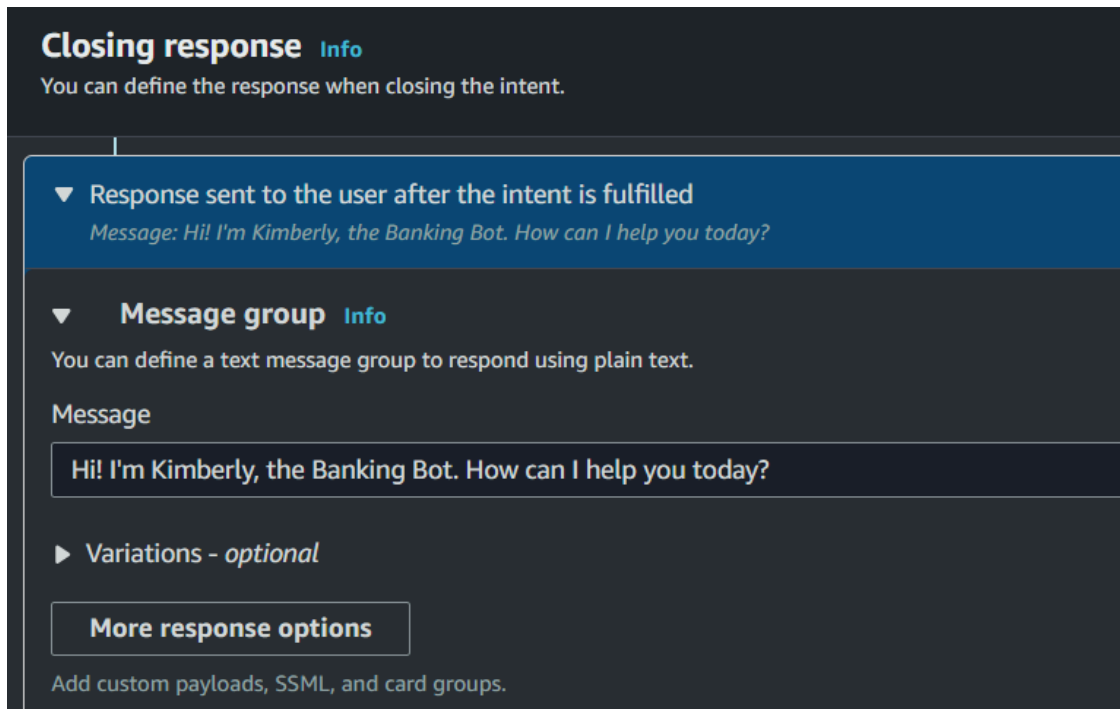 Closing response Info
You can define the response when closing the intent.
Response sent to the user after the intent is fulfilled
Message: Hi! I'm Kimberly, the Banking Bot. How can I help you today?
Message group Info
You can define a text message group to respond using plain text.
Message
Hi! I'm Kimberly, the Banking Bot. How can I help you today?
Variations - optional
More response options
Add custom payloads, SSML, and card groups.